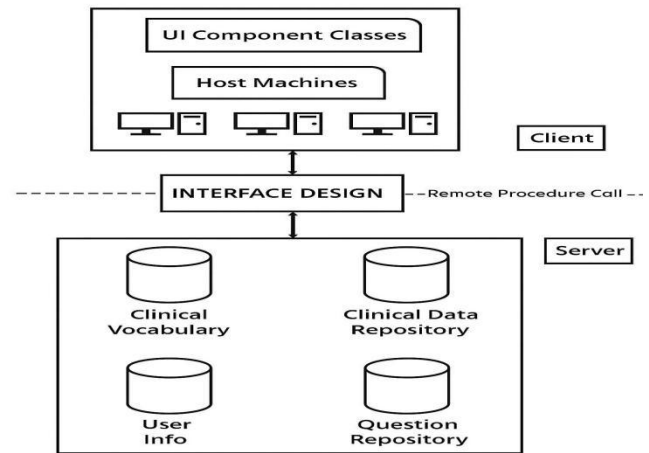 UI Component Classes
Host Machines
Client
INTERFACE DESIGN
Remote Procedure Call
Server
Clinical
Vocabulary
Clinical Data
Repository
User
Info
Question
Repository